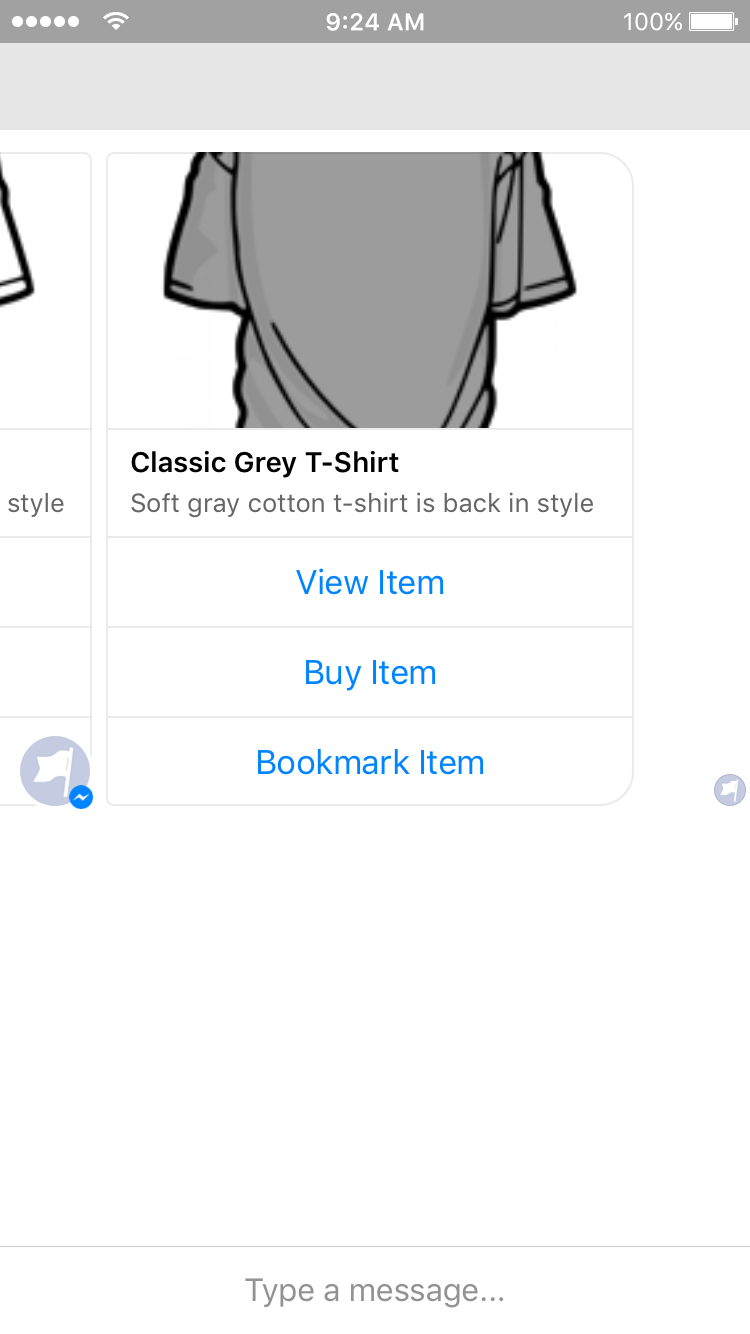 9:24 AM
100%
Classic Grey T-Shirt
style
Soft gray cotton t-shirt is back in style
View Item
Buy Item
Bookmark Item
Type a message...